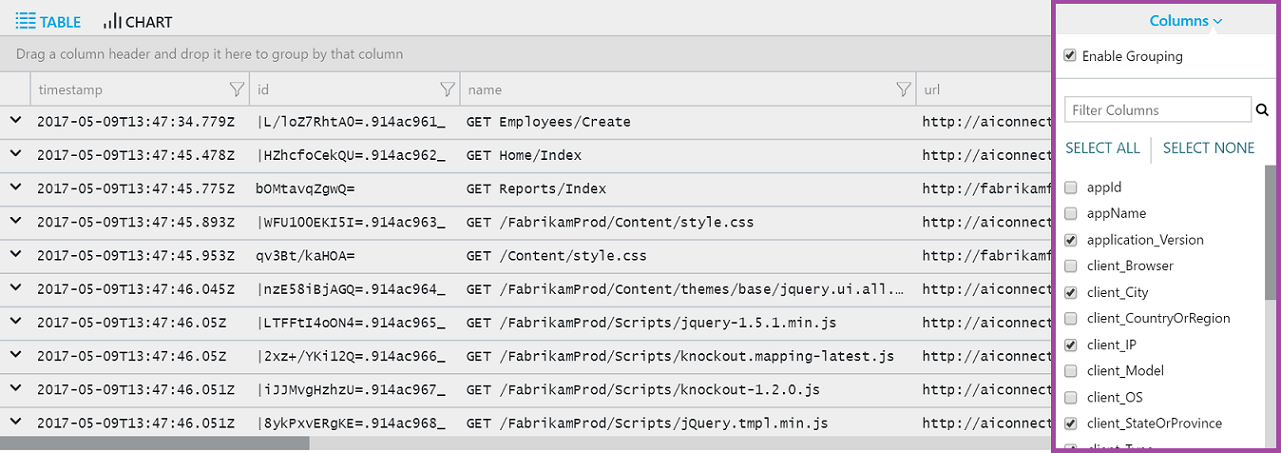 TABLE CHART Columns
Drag a column header and drop it here to group by that column
Enable Grouping
timestamp id name url
Filter Columns
2017-05-09T13:47:34.779Z |L/loZ7RhtAO=.914ac961_ GET Employees/Create http://aiconnect
SELECT ALL SELECT NONE
2017-05-09T13:47:45.478Z |HZhcfoCekQU=.914ac962_ GET Home/Index http://aiconnect
2017-05-09T13:47:45.775Z bOMtavqZgwQ= GET Reports/Index http://fabrikamf
appId
appName
2017-05-09T13:47:45.893Z |WFU1OOEKI5I=.914ac963_ GET /FabrikamProd/Content/style.css http://aiconnect
application_Version
2017-05-09T13:47:45.953Z qv3Bt/kaHOA= GET /Content/style.css http://fabrikamf
client_Browser
2017-05-09T13:47:46.045Z |nzE58iBjAGQ=.914ac964_ GET /FabrikamProd/Content/themes/base/jquery.ui.all.... http://aiconnect
client_City
client_CountryOrRegion
2017-05-09T13:47:46.05Z |LTFFtI4oON4=.914ac965_ GET /FabrikamProd/Scripts/jquery-1.5.1.min.js http://aiconnect
client_IP
2017-05-09T13:47:46.05Z |2xz+/YKi12Q=.914ac966_ GET /FabrikamProd/Scripts/knockout.mapping-latest.js http://aiconnect
client_Model
2017-05-09T13:47:46.051Z |iJJMvgHzhzU=.914ac967_ GET /FabrikamProd/Scripts/knockout-1.2.0.js http://aiconnect
client_OS
2017-05-09T13:47:46.051Z |8ykPxvERgKE=.914ac968_ GET /FabrikamProd/Scripts/jQuery.tmpl.min.js http://aiconnect
client_StateOrProvince